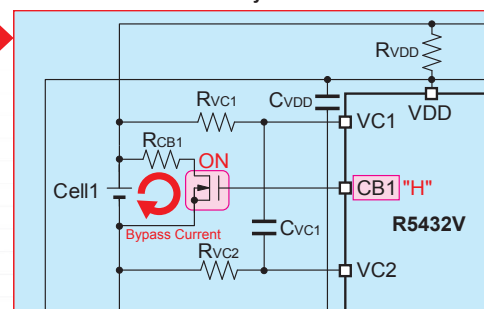 RVDD
RVC1
CVDD
VC1
VDD
RCB1
ON
Cell1
CB1 "H"
R5432V
Bypass Current
CVC1
RVC2
VC2